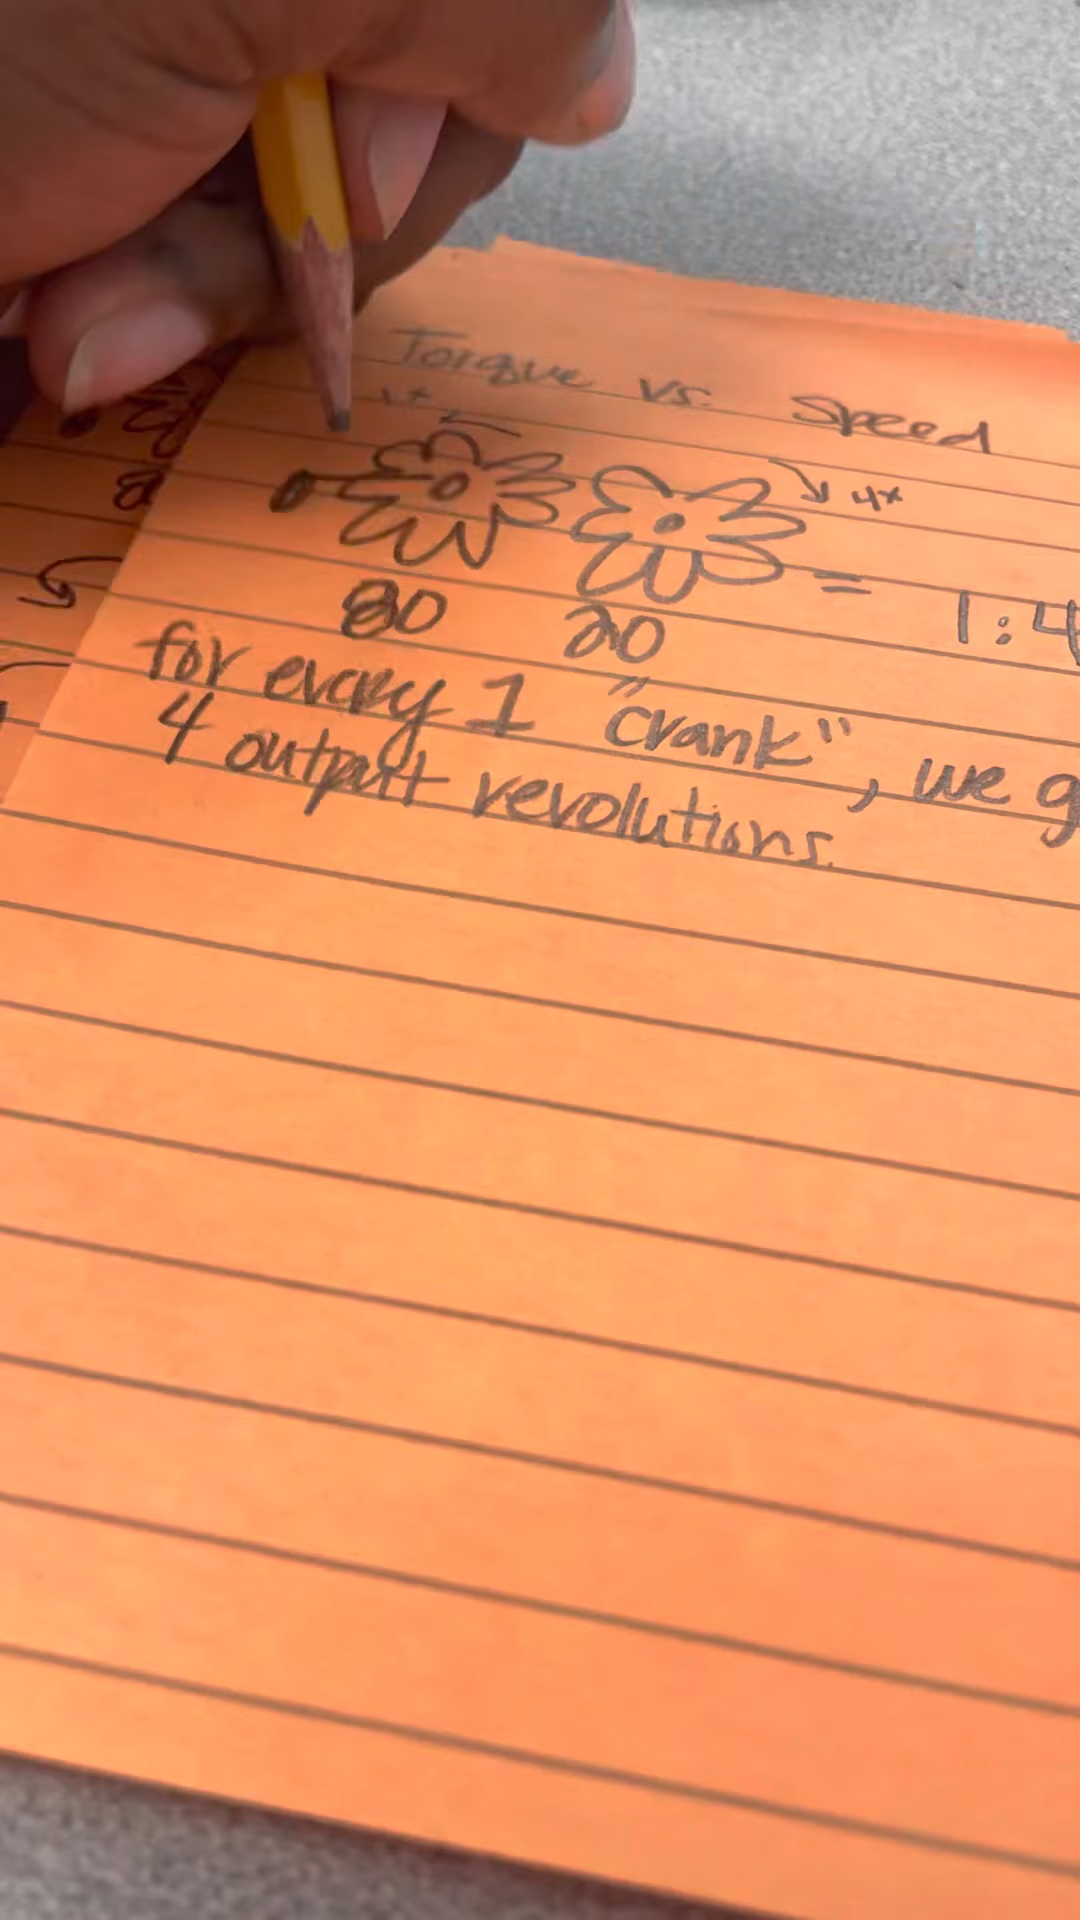 Torque vs. Speed
1x
4x
= 1:4
80 20
for every 1 "crank", we g
4 output revolutions.